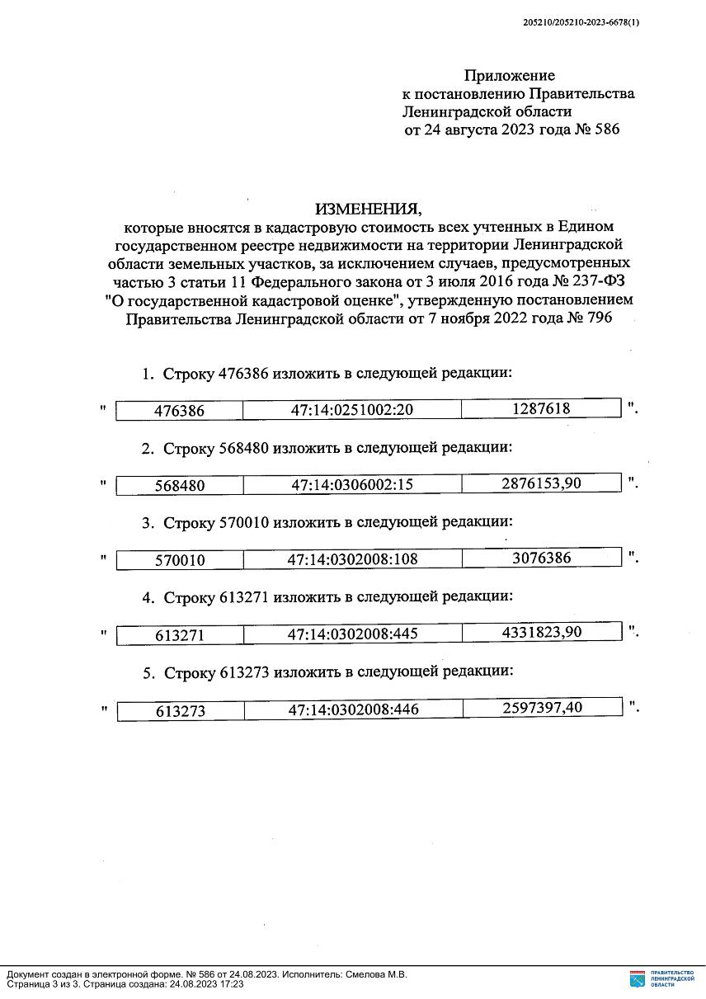 205210/205210-2023-6678(1)
Приложение
к постановлению Правительства
Ленинградской области
от 24 августа 2023 года № 586
ИЗМЕНЕНИЯ,
которые вносятся в кадастровую стоимость всех учтенных в Едином
государственном реестре недвижимости на территории Ленинградской
области земельных участков, за исключением случаев, предусмотренных
частью 3 статьи 11 Федерального закона от 3 июля 2016 года № 237-ФЗ
"О государственной кадастровой оценке", утвержденную постановлением
Правительства Ленинградской области от 7 ноября 2022 года № 796
1. Строку 476386 изложить в следующей редакции:
" 476386 47:14:0251002:20 1287618 ".
2. Строку 568480 изложить в следующей редакции:
" 568480 47:14:0306002:15 2876153,90 ".
3. Строку 570010 изложить в следующей редакции:
" 570010 47:14:0302008:108 3076386 ".
4. Строку 613271 изложить в следующей редакции:
" 613271 47:14:0302008:445 4331823,90 ".
5. Строку 613273 изложить в следующей редакции:
" 613273 47:14:0302008:446 2597397,40 ".
Документ создан в электронной форме. № 586 от 24.08.2023. Исполнитель: Смелова М.В.
Страница 3 из 3. Страница создана: 24.08.2023 17:23
ПРАВИТЕЛЬСТВО
ЛЕНИНГРАДСКОЙ
ОБЛАСТИ